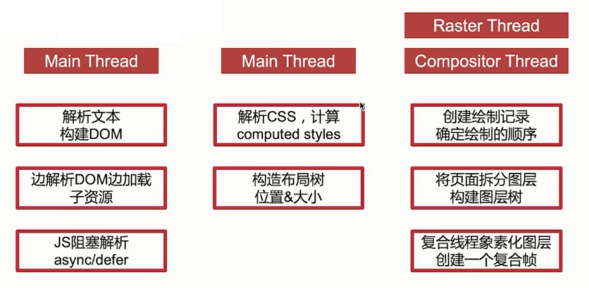 Main Thread
解析文本
构建DOM
边解析DOM边加载
子资源
JS阻塞解析
async/defer
Main Thread
解析CSS，计算
computed styles
构造布局树
位置&大小
Raster Thread
Compositor Thread
创建绘制记录
确定绘制的顺序
将页面拆分图层
构建图层树
复合线程象素化图层
创建一个复合帧